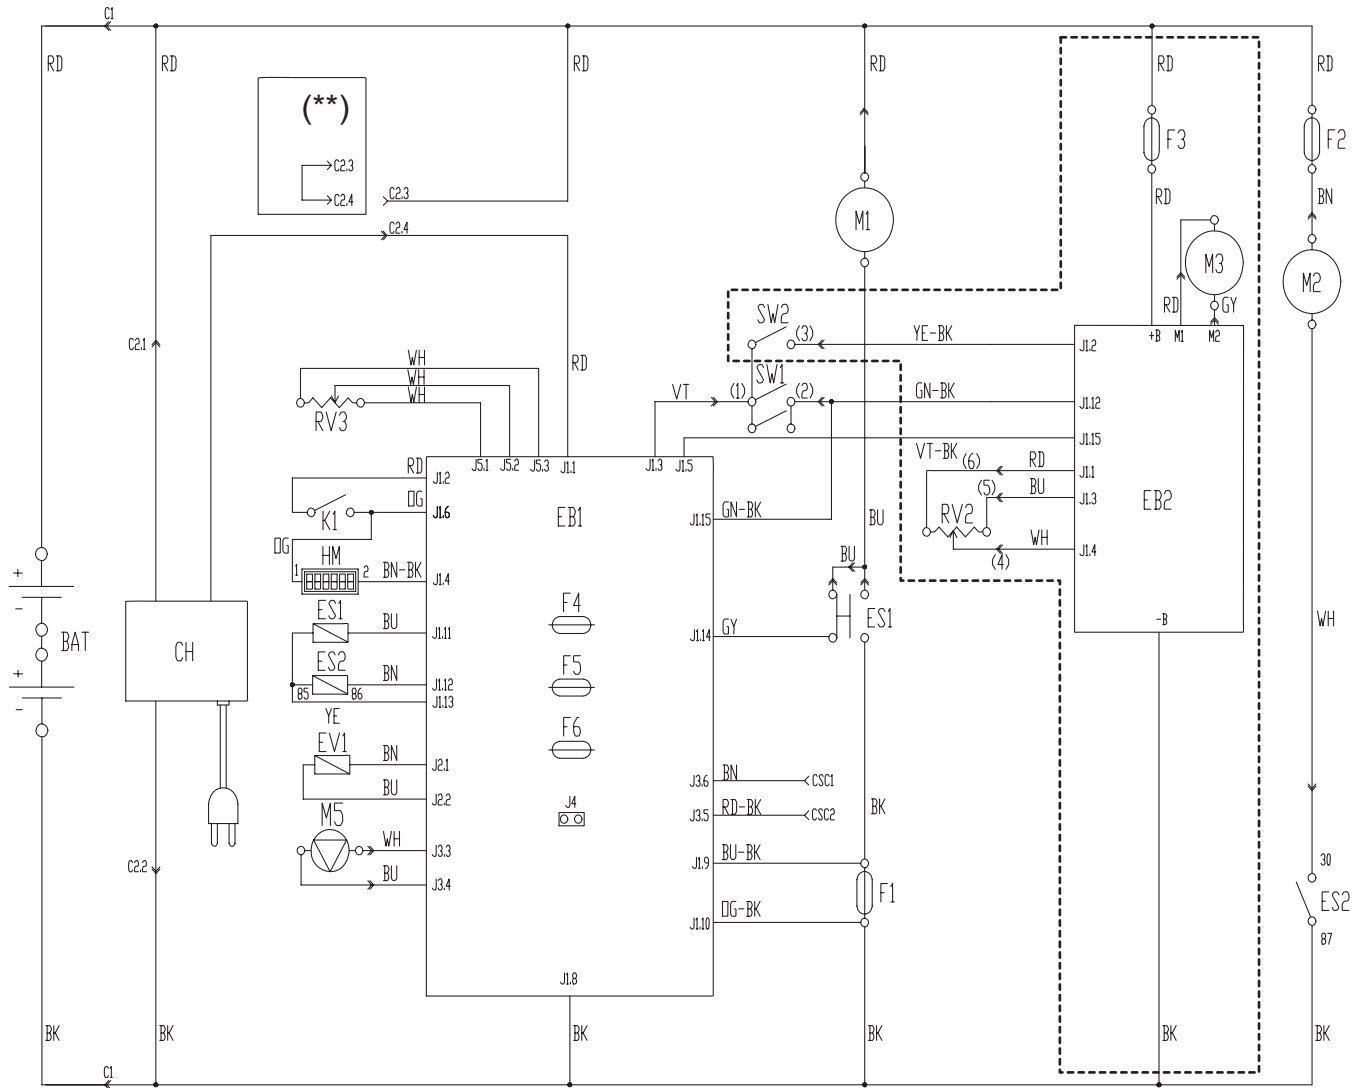 C1
RD RD RD RD RD RD
(**)
C2.3
C2.4
C2.3
C2.4
F3 F2
RD BN
M1
M3
M2
RD GY
C2.1
SW2
(3) YE-BK
+B M1 M2
J1.2
WH
WH
WH
RD
RV3
SW1
VT (1) (2) GN-BK
J1.12
J1.15
VT-BK
(6) RD
J1.1
(5) BU
J1.3
RV2
WH
J1.4
(4)
EB2
J5.1 J5.2 J5.3 J1.1 J1.3 J1.5
RD J1.2
OG J1.6
K1
EB1
J1.15 GN-BK
BU
OG
HM
1 2 BN-BK J1.4
BU
ES1 BU J1.11
F4
ES1
J1.14 GY
-B
WH
+
-
BAT
+
-
CH
ES2 BN J1.12
85 86 J1.13
YE
F5
EV1 BN J2.1
F6
BU J2.2
J3.6 BN CSC1
J3.5 RD-BK CSC2
BK
J4
M5
WH J3.3
BU J3.4
J1.9 BU-BK
F1
J1.10 OG-BK
C2.2
30
ES2
87
J1.8
BK BK BK BK BK BK
C1